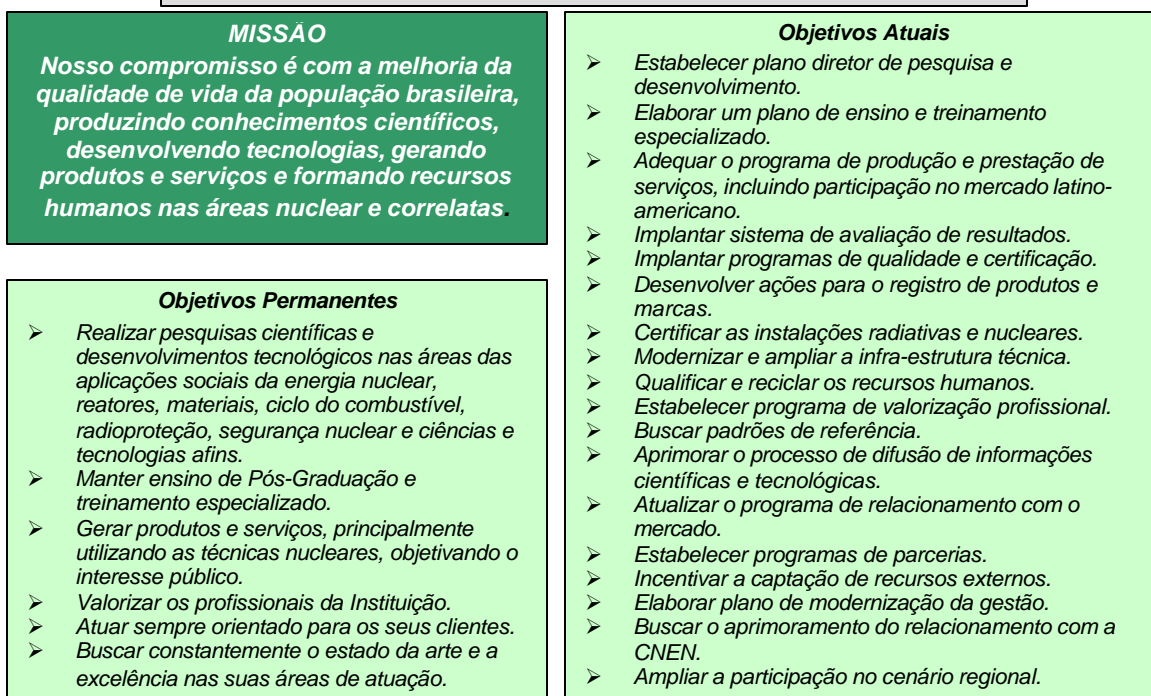 MISSÃO
Nosso compromisso é com a melhoria da
qualidade de vida da população brasileira,
produzindo conhecimentos científicos,
desenvolvendo tecnologias, gerando
produtos e serviços e formando recursos
humanos nas áreas nuclear e correlatas.
Objetivos Permanentes
➢ Realizar pesquisas científicas e
desenvolvimentos tecnológicos nas áreas das
aplicações sociais da energia nuclear,
reatores, materiais, ciclo do combustível,
radioproteção, segurança nuclear e ciências e
tecnologias afins.
➢ Manter ensino de Pós-Graduação e
treinamento especializado.
➢ Gerar produtos e serviços, principalmente
utilizando as técnicas nucleares, objetivando o
interesse público.
➢ Valorizar os profissionais da Instituição.
➢ Atuar sempre orientado para os seus clientes.
➢ Buscar constantemente o estado da arte e a
excelência nas suas áreas de atuação.
Objetivos Atuais
➢ Estabelecer plano diretor de pesquisa e
desenvolvimento.
➢ Elaborar um plano de ensino e treinamento
especializado.
➢ Adequar o programa de produção e prestação de
serviços, incluindo participação no mercado latino-
americano.
➢ Implantar sistema de avaliação de resultados.
➢ Implantar programas de qualidade e certificação.
➢ Desenvolver ações para o registro de produtos e
marcas.
➢ Certificar as instalações radiativas e nucleares.
➢ Modernizar e ampliar a infra-estrutura técnica.
➢ Qualificar e reciclar os recursos humanos.
➢ Estabelecer programa de valorização profissional.
➢ Buscar padrões de referência.
➢ Aprimorar o processo de difusão de informações
científicas e tecnológicas.
➢ Atualizar o programa de relacionamento com o
mercado.
➢ Estabelecer programas de parcerias.
➢ Incentivar a captação de recursos externos.
➢ Elaborar plano de modernização da gestão.
➢ Buscar o aprimoramento do relacionamento com a
CNEN.
➢ Ampliar a participação no cenário regional.